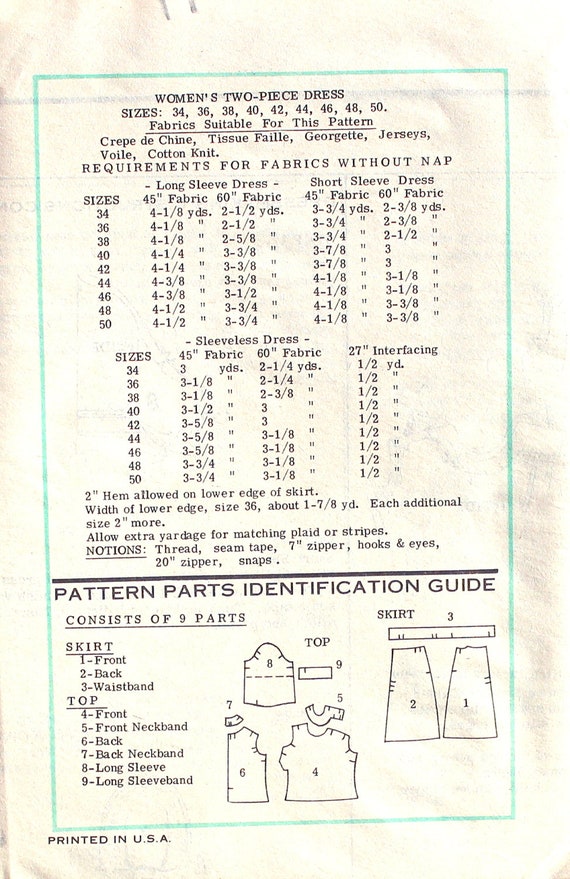 WOMEN'S TWO-PIECE DRESS
SIZES: 34, 36, 38, 40, 42, 44, 46, 48, 50.
Fabrics Suitable For This Pattern
Crepe de Chine, Tissue Faille, Georgette, Jerseys,
Voile, Cotton Knit.
REQUIREMENTS FOR FABRICS WITHOUT NAP
- Long Sleeve Dress - Short Sleeve Dress
SIZES 45" Fabric 60" Fabric 45" Fabric 60" Fabric
34 4-1/8 yds. 2-1/2 yds. 3-3/4 yds. 2-3/8 yds.
36 4-1/8 " 2-1/2 " 3-3/4 " 2-3/8 "
38 4-1/8 " 2-5/8 " 3-3/4 " 2-1/2 "
40 4-1/4 " 3-3/8 " 3-7/8 " 3 "
42 4-1/4 " 3-3/8 " 3-7/8 " 3 "
44 4-3/8 " 3-3/8 " 4-1/8 " 3-1/8 "
46 4-3/8 " 3-1/2 " 4-1/8 " 3-1/8 "
48 4-1/2 " 3-3/4 " 4-1/8 " 3-3/8 "
50 4-1/2 " 3-3/4 " 4-1/8 " 3-3/8 "
- Sleeveless Dress -
SIZES 45" Fabric 60" Fabric 27" Interfacing
34 3 yds. 2-1/4 yds. 1/2 yd.
36 3-1/8 " 2-1/4 " 1/2 "
38 3-1/8 " 2-3/8 " 1/2 "
40 3-1/2 " 3 " 1/2 "
42 3-5/8 " 3 " 1/2 "
44 3-5/8 " 3-1/8 " 1/2 "
46 3-5/8 " 3-1/8 " 1/2 "
48 3-3/4 " 3-1/8 " 1/2 "
50 3-3/4 " 3-1/8 " 1/2 "
2" Hem allowed on lower edge of skirt.
Width of lower edge, size 36, about 1-7/8 yd. Each additional
size 2" more.
Allow extra yardage for matching plaid or stripes.
NOTIONS: Thread, seam tape, 7" zipper, hooks & eyes,
20" zipper, snaps.
PATTERN PARTS IDENTIFICATION GUIDE
CONSISTS OF 9 PARTS
SKIRT
1-Front
2-Back
3-Waistband
TOP
4-Front
5-Front Neckband
6-Back
7-Back Neckband
8-Long Sleeve
9-Long Sleeveband
TOP
8
9
7
5
6
4
SKIRT 3
2
1
PRINTED IN U.S.A.